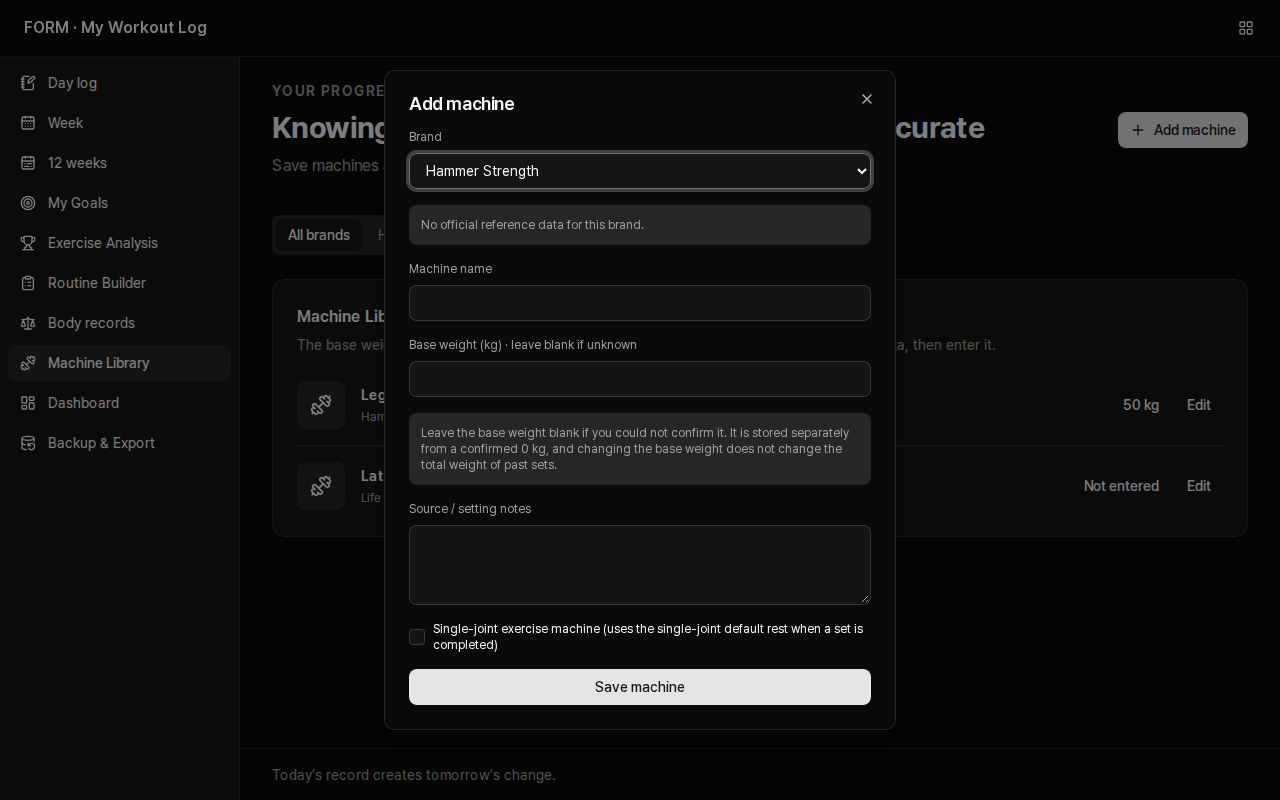 FORM · My Workout Log
Day log
Week
12 weeks
My Goals
Exercise Analysis
Routine Builder
Body records
Machine Library
Dashboard
Backup & Export
YOUR PROGRE
Knowing
curate
Save machines
Add machine
All brands
H
Machine Lib
The base wei
a, then enter it.
Leg
Ham
50 kg
Edit
Lat
Life
Not entered
Edit
Add machine
Brand
Hammer Strength
No official reference data for this brand.
Machine name
Base weight (kg) · leave blank if unknown
Leave the base weight blank if you could not confirm it. It is stored separately
from a confirmed 0 kg, and changing the base weight does not change the
total weight of past sets.
Source / setting notes
Single-joint exercise machine (uses the single-joint default rest when a set is
completed)
Save machine
Today's record creates tomorrow's change.